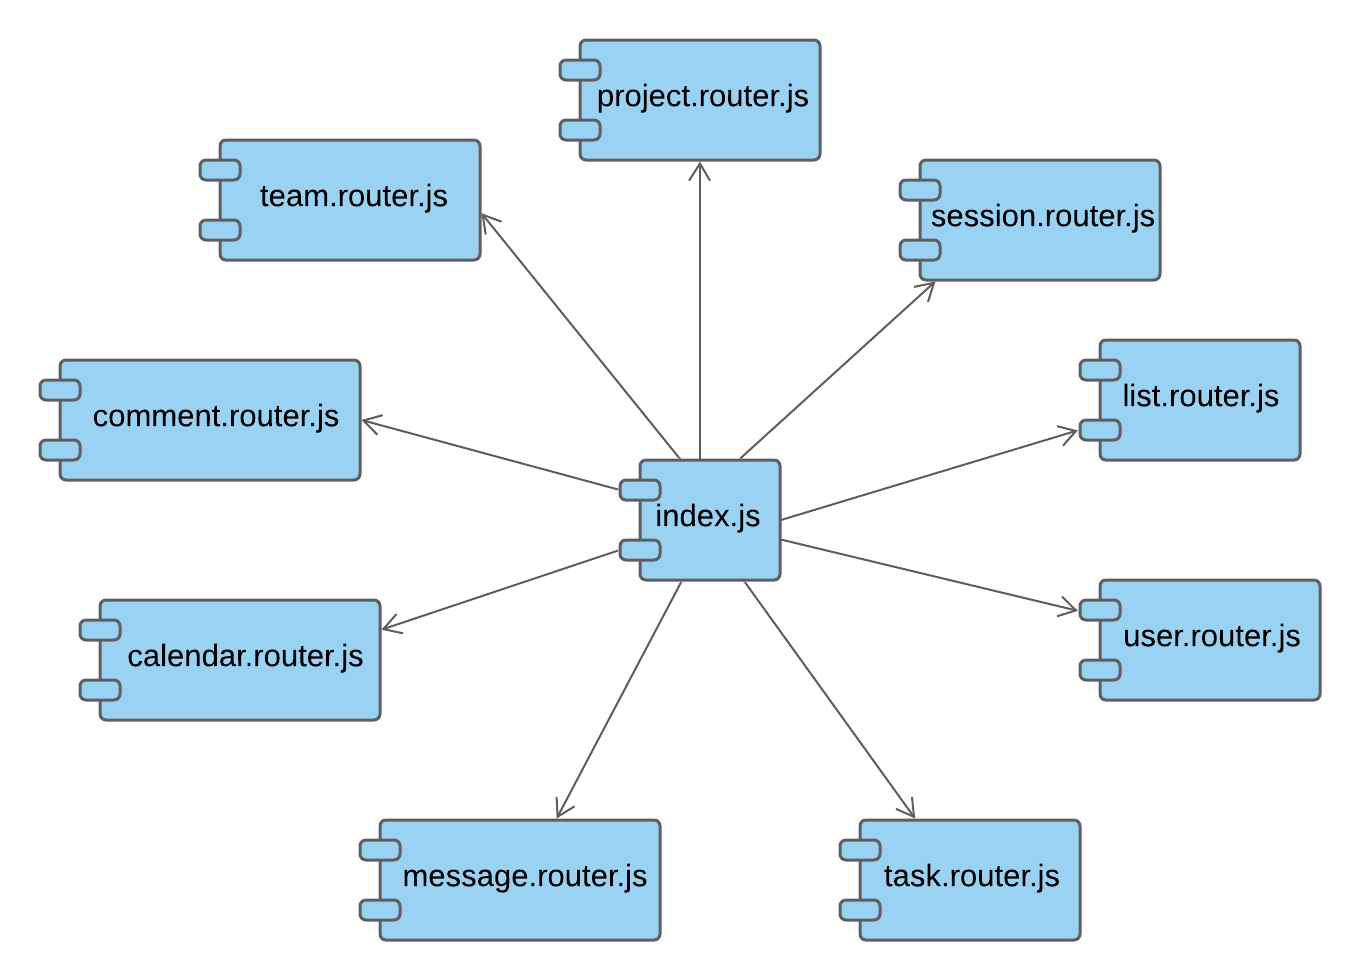 project.router.js
team.router.js
session.router.js
list.router.js
comment.router.js
index.js
user.router.js
calendar.router.js
message.router.js
task.router.js